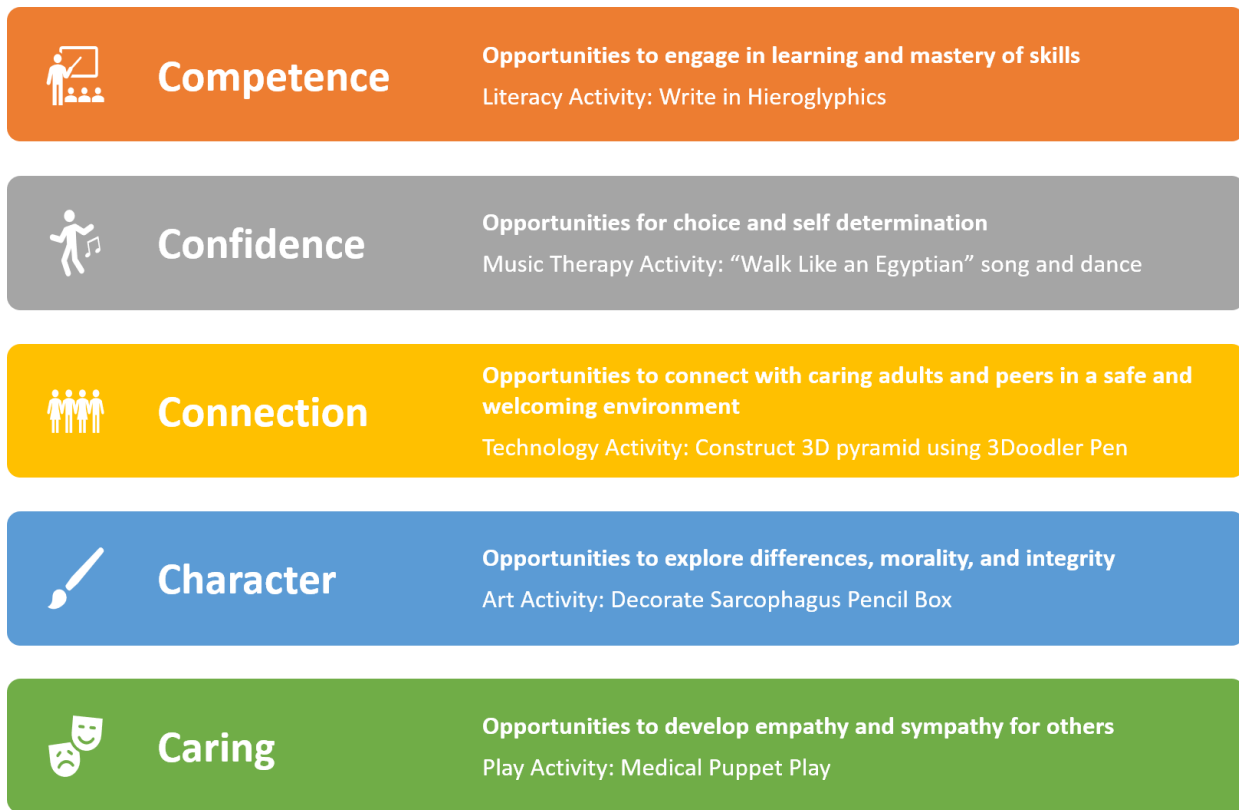 Competence
Opportunities to engage in learning and mastery of skills
Literacy Activity: Write in Hieroglyphics
Confidence
Opportunities for choice and self determination
Music Therapy Activity: “Walk Like an Egyptian” song and dance
Connection
Opportunities to connect with caring adults and peers in a safe and
welcoming environment
Technology Activity: Construct 3D pyramid using 3Doodler Pen
Character
Opportunities to explore differences, morality, and integrity
Art Activity: Decorate Sarcophagus Pencil Box
Caring
Opportunities to develop empathy and sympathy for others
Play Activity: Medical Puppet Play